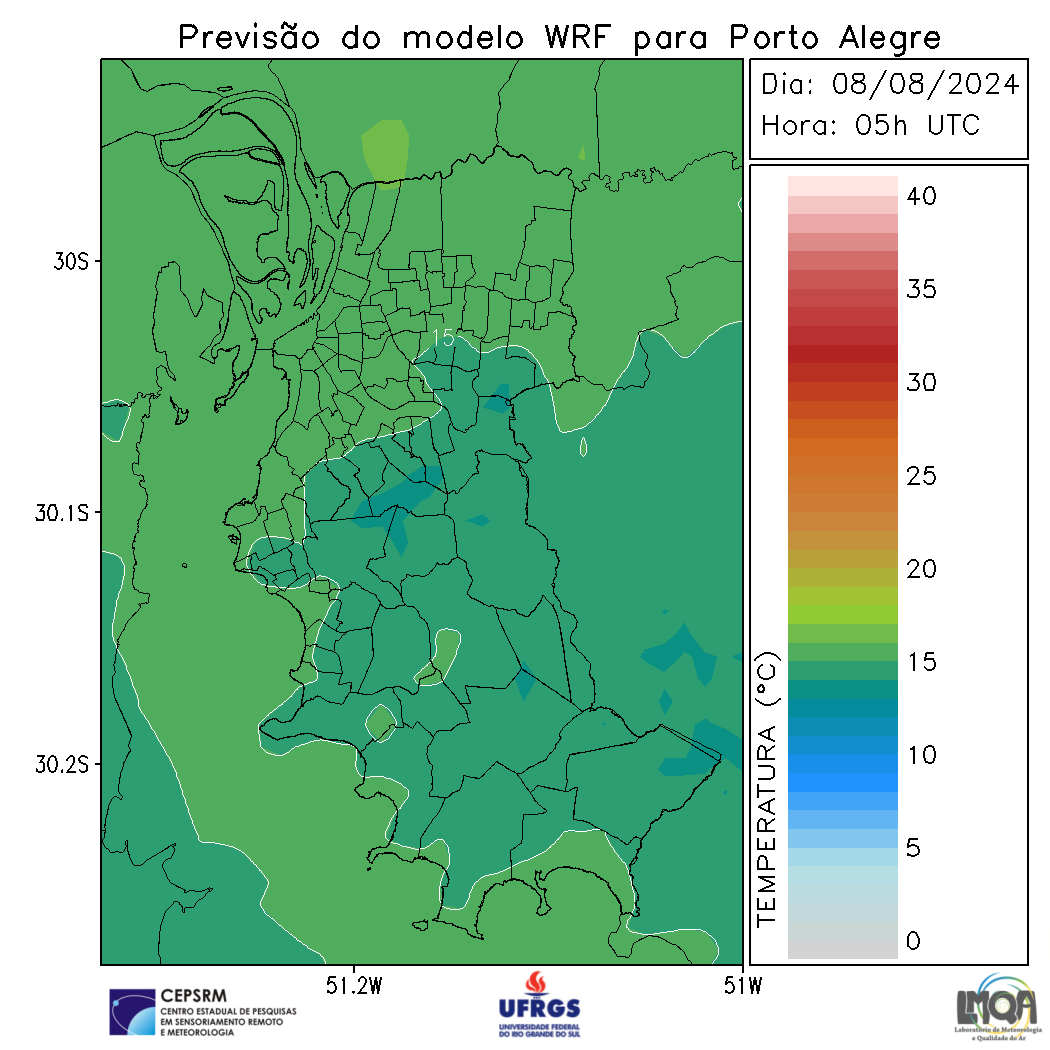 Previsão do modelo WRF para Porto Alegre
Dia: 08/08/2024
Hora: 05h UTC
40
35
30
25
20
15
10
5
0
TEMPERATURA (°C)
30S
30.1S
30.2S
15
51.2W
51W
CEPSRM
CENTRO ESTADUAL DE PESQUISAS
EM SENSORIAMENTO REMOTO
E METEOROLOGIA
UFRGS
UNIVERSIDADE FEDERAL
DO RIO GRANDE DO SUL
LMQA
Laboratório de Meteorologia
e Qualidade do Ar